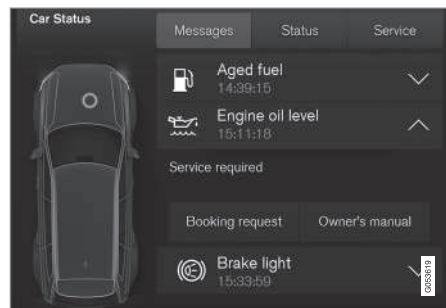 Car Status
Messages Status Service
Aged fuel
14:39:15
Engine oil level
15:11:18
Service required
Booking request Owner's manual
Brake light
15:33:59
G053619